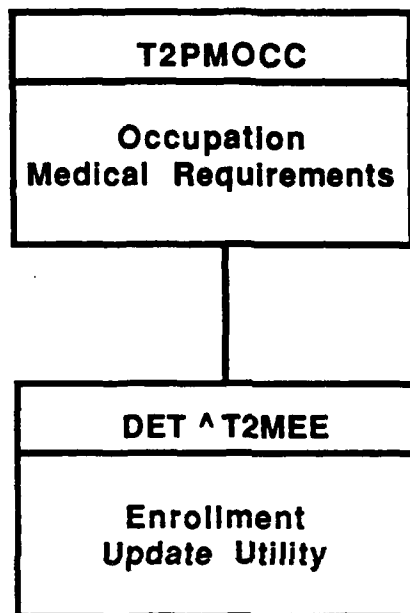 T2PMOCC
Occupation
Medical Requirements
DET ^ T2MEE
Enrollment
Update Utility